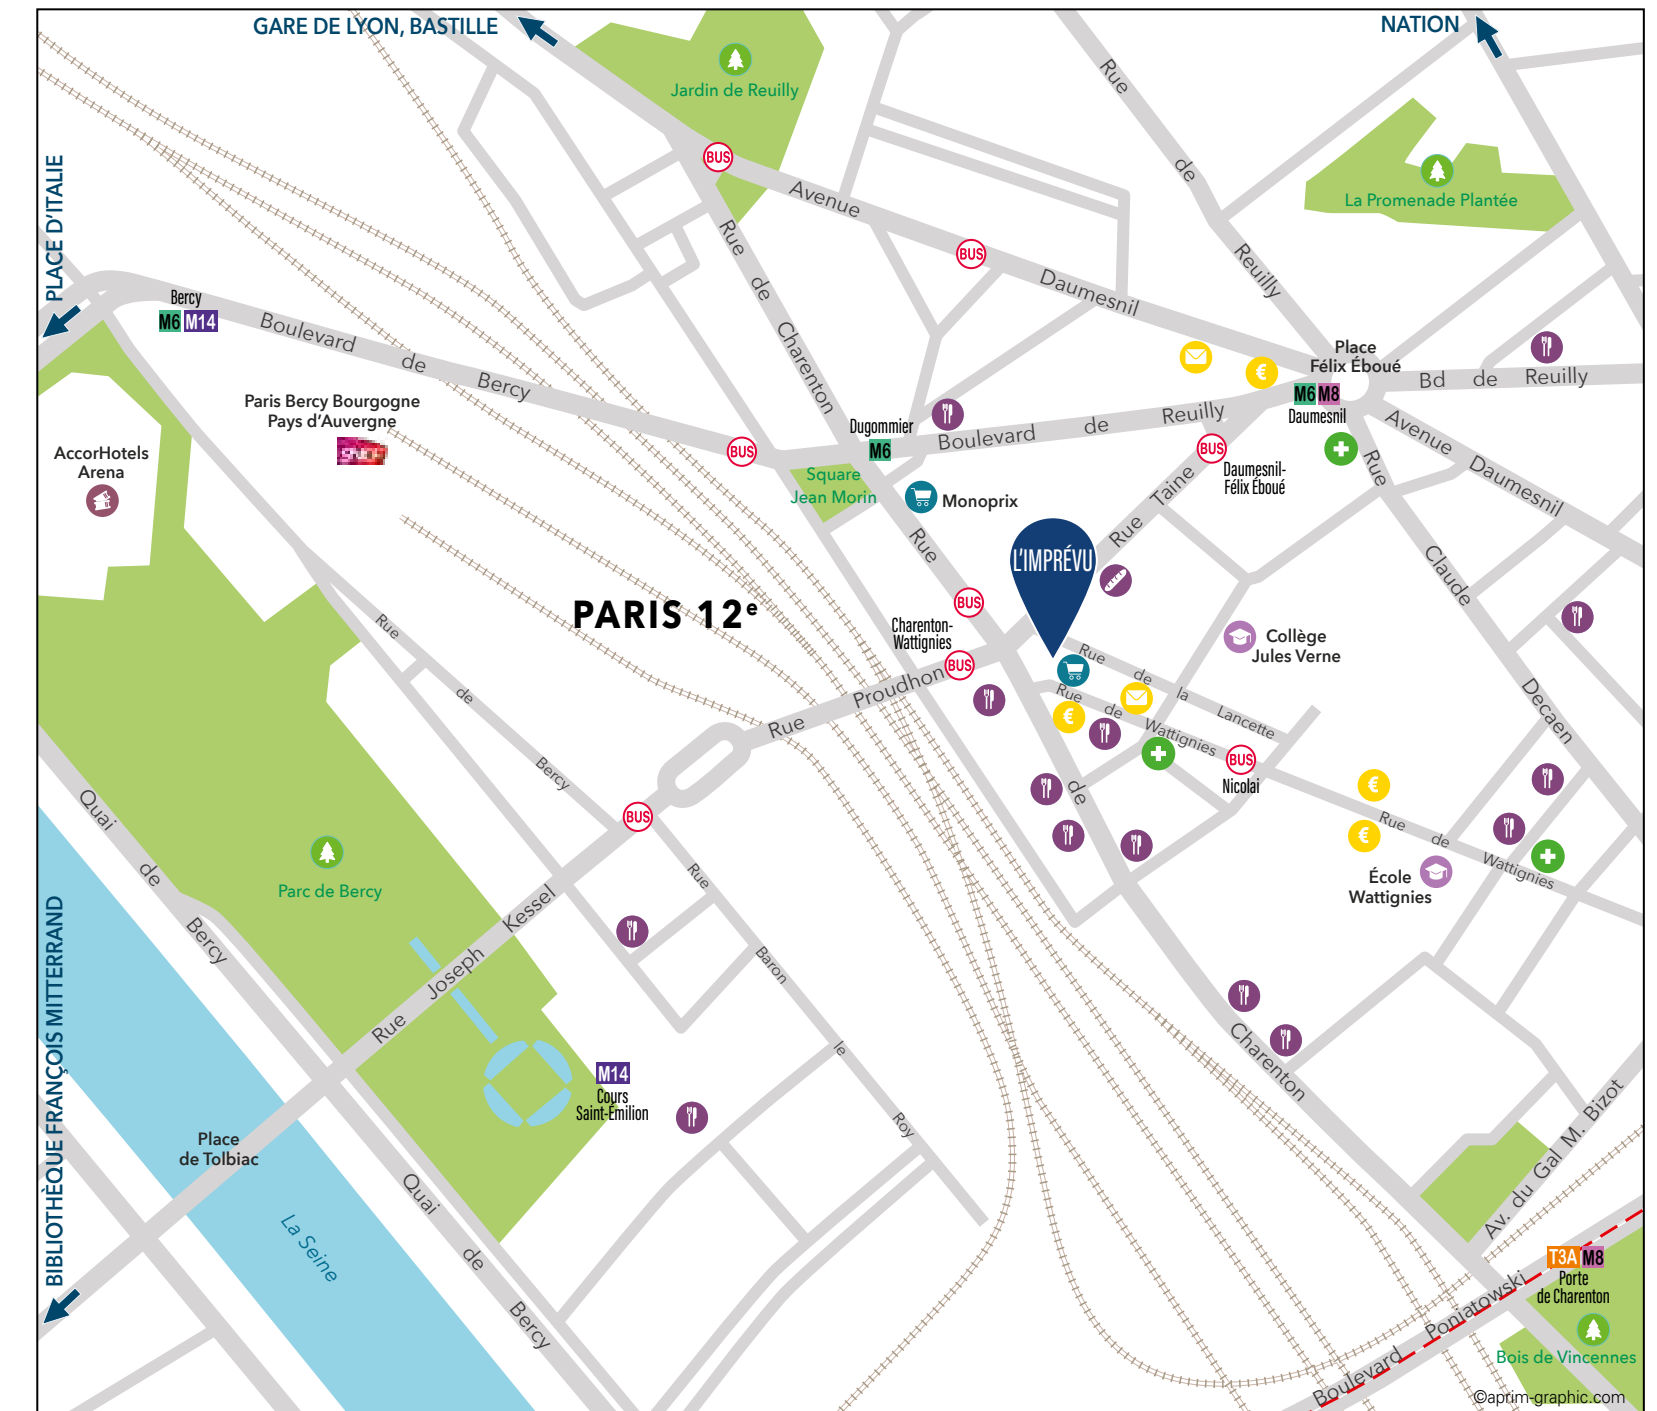 GARE DE LYON, BASTILLE
NATION
PLACE D'ITALIE
BIBLIOTHÈQUE FRANÇOIS MITTERRAND
Jardin de Reuilly
La Promenade Plantée
Rue de Reuilly
BUS
Avenue Daumesnil
BUS
Rue de Charenton
Bercy
M6 M14
Boulevard de Bercy
Place
Félix Éboué
M6 M8
Daumesnil
Bd de Reuilly
€
Paris Bercy Bourgogne
Pays d'Auvergne
AccorHotels
Arena
Dugommier
M6
Boulevard de Reuilly
BUS
BUS
Daumesnil-
Félix Éboué
Avenue Daumesnil
Square
Jean Morin
Monoprix
Rue Taine
Rue Claude Decaen
L'IMPRÉVU
PARIS 12e
BUS
Charenton-
Wattignies
BUS
Collège
Jules Verne
Rue de Charenton
Rue Proudhon
Rue de la Lancette
Rue de Wattignies
€
BUS
Nicolai
€
€
Rue de Wattignies
École
Wattignies
Rue de Bercy
BUS
Quai de Bercy
Parc de Bercy
Rue Joseph Kessel
Rue Baron le Roy
M14
Cours
Saint-Émilion
Place
de Tolbiac
La Seine
Quai de Bercy
Av. du Gal M. Bizot
T3A M8
Porte
de Charenton
Boulevard Poniatowski
Bois de Vincennes
©aprim-graphic.com